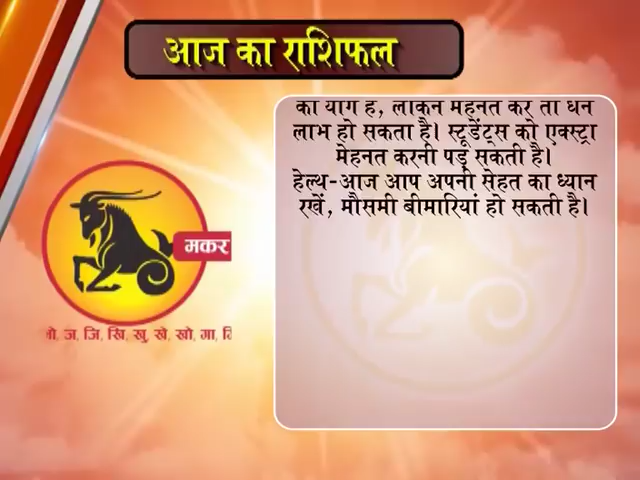 आज का राशिफल
का योग है, लेकिन मेहनत करें तो धन
लाभ हो सकता है। स्टूडेंट्स को एक्स्ट्रा
मेहनत करनी पड़ सकती है।
हेल्थ-आज आप अपनी सेहत का ध्यान
रखें, मौसमी बीमारियां हो सकती है।
मकर
ज, जि, खि, खु, खे, खो, गा,